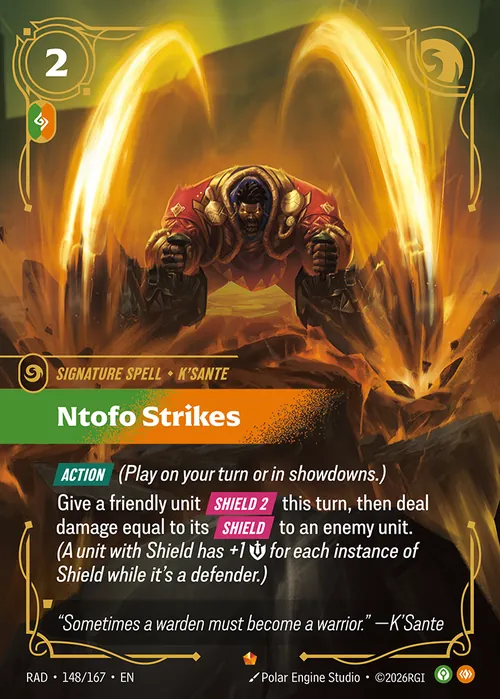 2
SIGNATURE SPELL • K'SANTE
Ntofo Strikes
ACTION (Play on your turn or in showdowns.)
Give a friendly unit SHIELD 2 this turn, then deal
damage equal to its SHIELD to an enemy unit.
(A unit with Shield has +1 for each instance of
Shield while it's a defender.)
“Sometimes a warden must become a warrior.” —K'Sante
RAD • 148/167 • EN
Polar Engine Studio • ©2026RGI